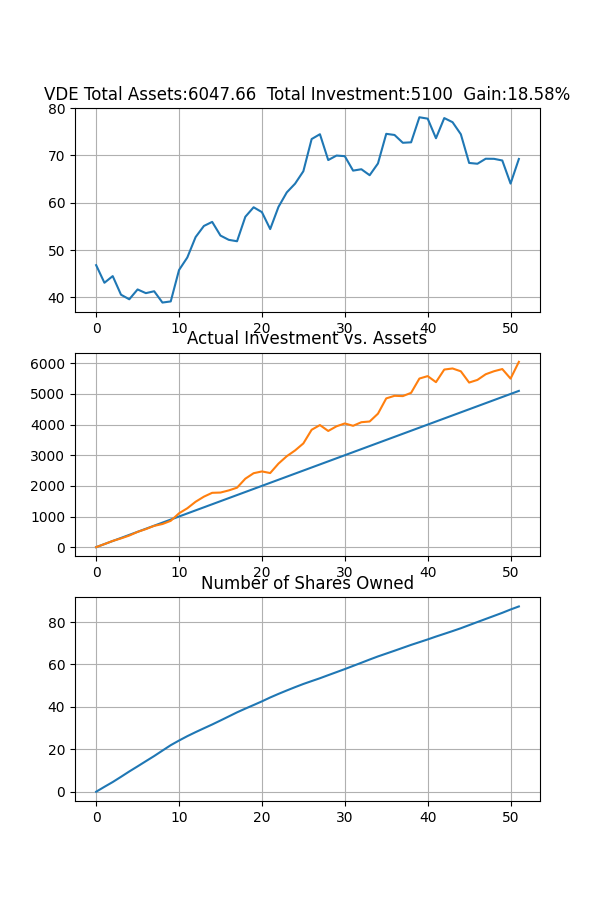 VDE Total Assets:6047.66  Total Investment:5100  Gain:18.58%
80
70
60
50
40
0 10 20 30 40 50
Actual Investment vs. Assets
6000
5000
4000
3000
2000
1000
0
0 10 20 30 40 50
Number of Shares Owned
80
60
40
20
0
0 10 20 30 40 50